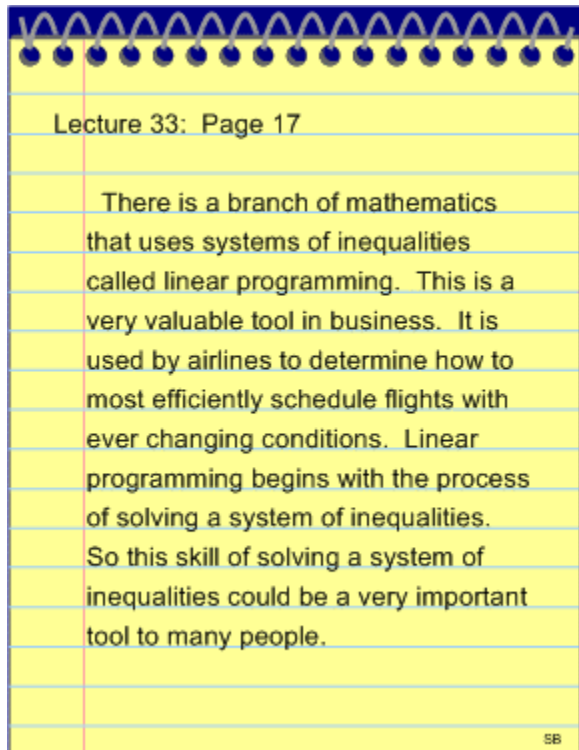 Lecture 33:  Page 17
There is a branch of mathematics
that uses systems of inequalities
called linear programming.  This is a
very valuable tool in business.  It is
used by airlines to determine how to
most efficiently schedule flights with
ever changing conditions.  Linear
programming begins with the process
of solving a system of inequalities.
So this skill of solving a system of
inequalities could be a very important
tool to many people.
SB